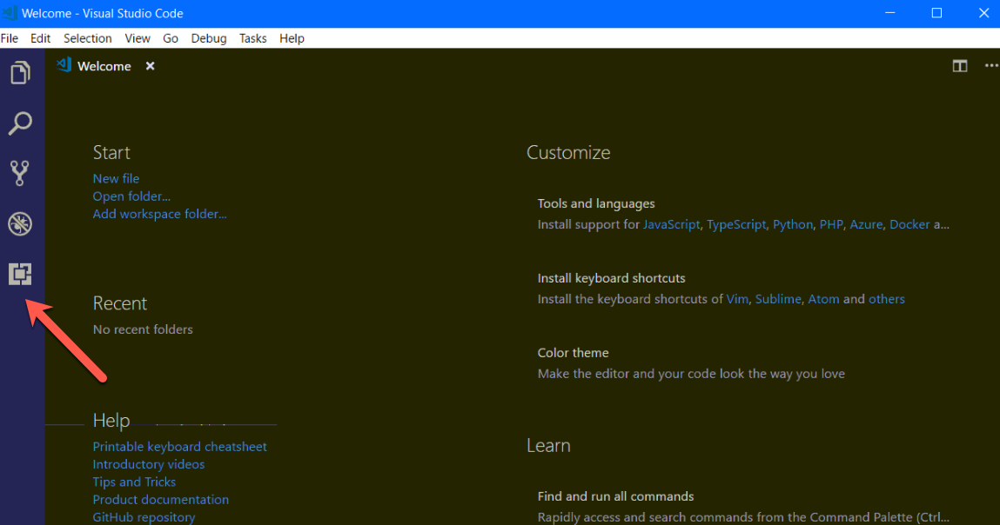 Welcome - Visual Studio Code
File Edit Selection View Go Debug Tasks Help
Welcome
Start
New file
Open folder...
Add workspace folder...
Recent
No recent folders
Help
Printable keyboard cheatsheet
Introductory videos
Tips and Tricks
Product documentation
GitHub repository
Customize
Tools and languages
Install support for JavaScript, TypeScript, Python, PHP, Azure, Docker a...
Install keyboard shortcuts
Install the keyboard shortcuts of Vim, Sublime, Atom and others
Color theme
Make the editor and your code look the way you love
Learn
Find and run all commands
Rapidly access and search commands from the Command Palette (Ctrl...